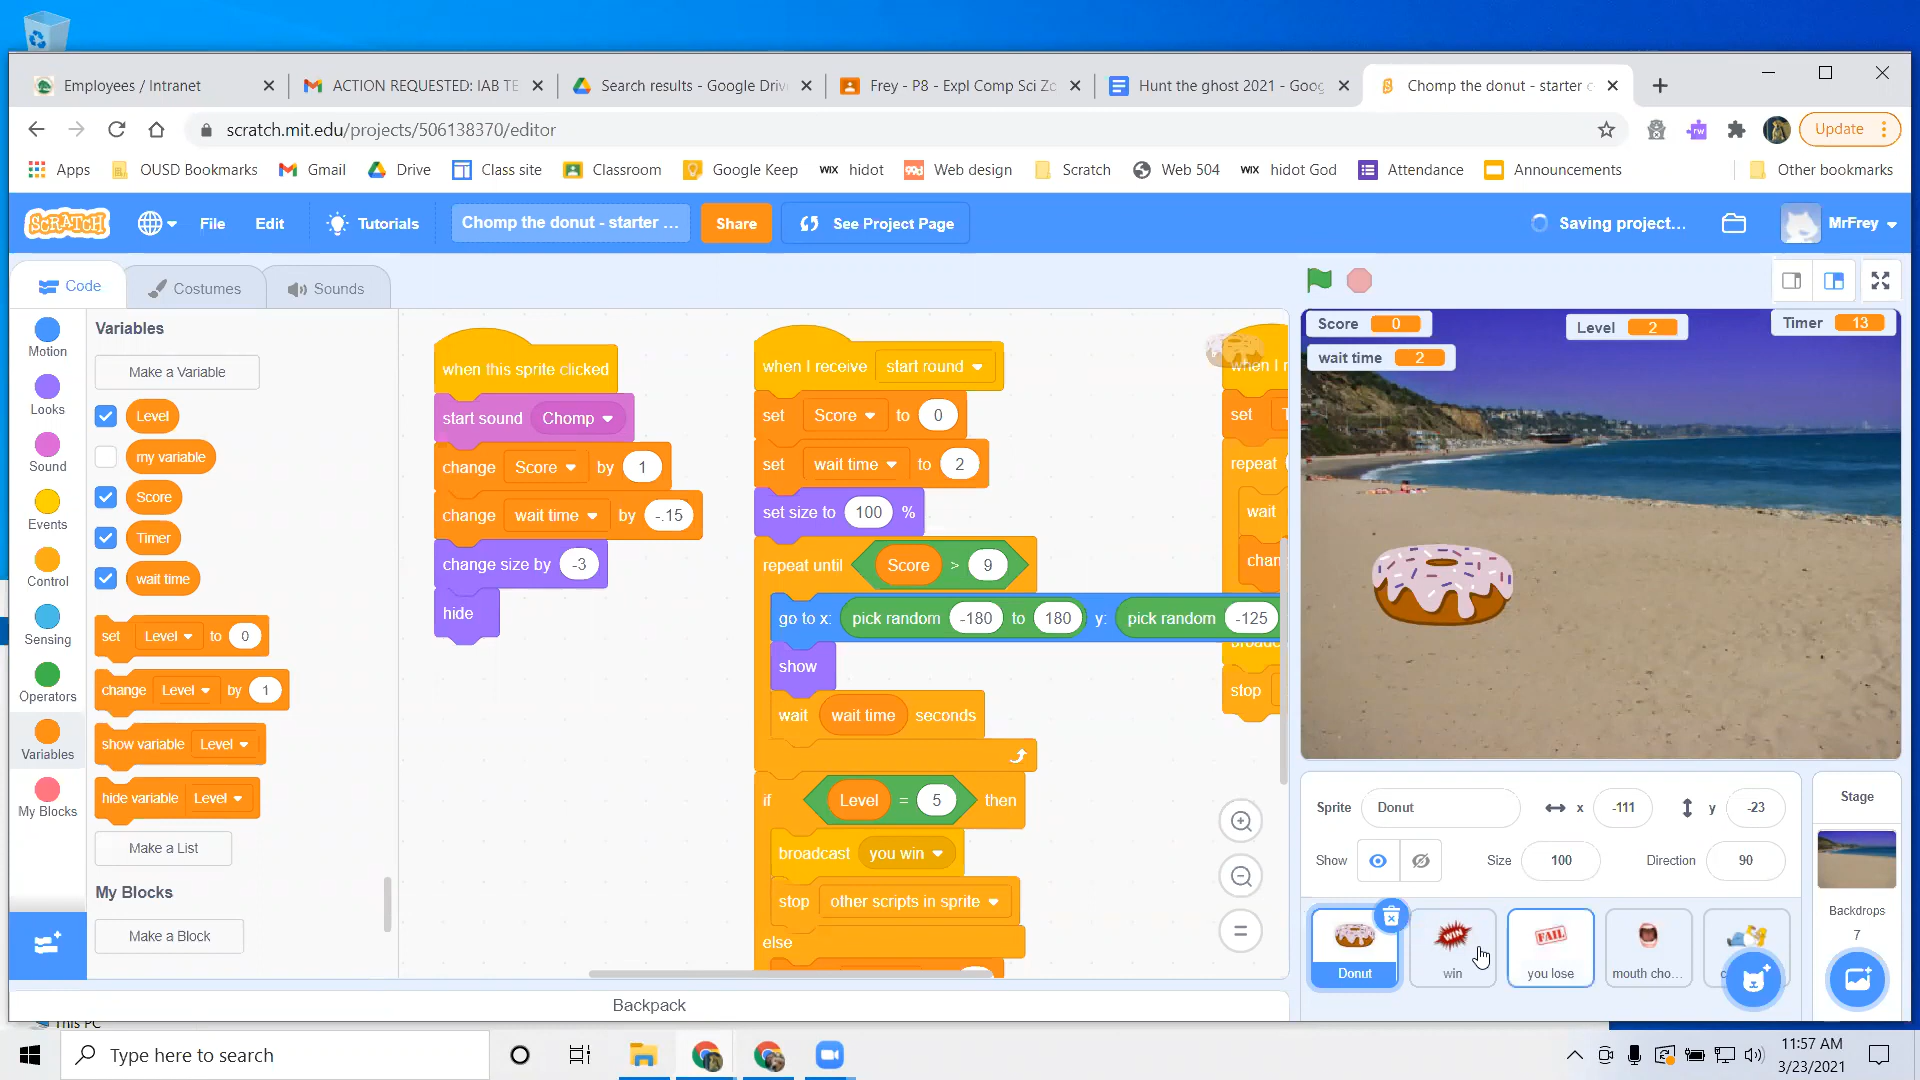 Employees / Intranet
ACTION REQUESTED: IAB TE
Search results - Google Drive
Frey - P8 - Expl Comp Sci Zo
Hunt the ghost 2021 - Goog
Chomp the donut - starter c
scratch.mit.edu/projects/506138370/editor
Update
Apps
OUSD Bookmarks
Gmail
Drive
Class site
Classroom
Google Keep
WIX hidot
Web design
Scratch
Web 504
WIX hidot God
Attendance
Announcements
Other bookmarks
SCRATCH
File
Edit
Tutorials
Chomp the donut - starter ...
Share
See Project Page
Saving project...
MrFrey
Code
Costumes
Sounds
Motion
Looks
Sound
Events
Control
Sensing
Operators
Variables
My Blocks
Variables
Make a Variable
Level
my variable
Score
Timer
wait time
set Level to 0
change Level by 1
show variable Level
hide variable Level
Make a List
My Blocks
Make a Block
when this sprite clicked
start sound Chomp
change Score by 1
change wait time by -.15
change size by -3
hide
when I receive start round
set Score to 0
set wait time to 2
set size to 100 %
repeat until Score > 9
go to x: pick random -180 to 180 y: pick random -125
show
wait wait time seconds
if Level = 5 then
broadcast you win
stop other scripts in sprite
else
when I r
set T
repeat
wait
chan
stop
Backpack
Score 0
Level 2
Timer 13
wait time 2
Sprite Donut x -111 y -23
Show Size 100 Direction 90
Stage
Backdrops
7
Donut
WIN
win
FAIL
you lose
mouth cho...
c
This PC
Type here to search
11:57 AM
3/23/2021